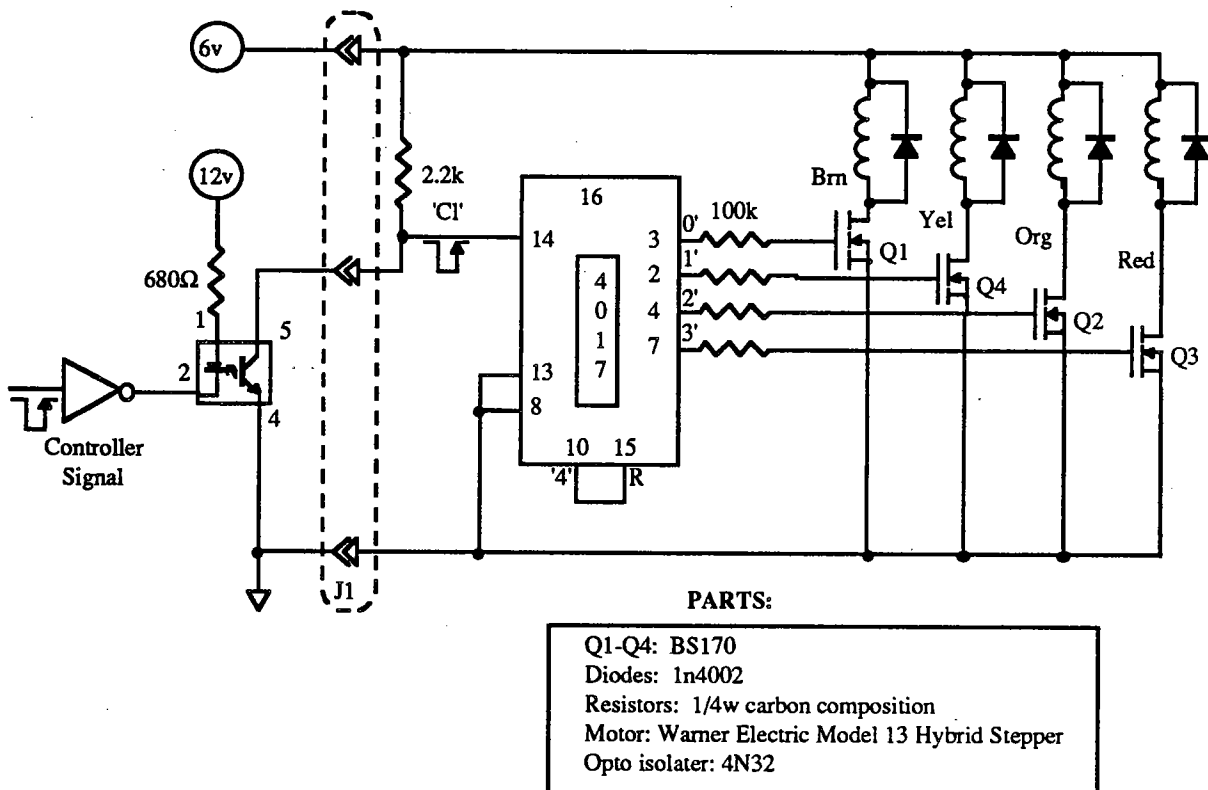 6v
12v
680Ω
1
2
5
4
Controller
Signal
J1
2.2k
'Cl'
14
16
4
0
1
7
13
8
10
15
'4'
R
3
2
4
7
0'
1'
2'
3'
100k
Brn
Yel
Org
Red
Q1
Q4
Q2
Q3
PARTS:
Q1-Q4: BS170
Diodes: 1n4002
Resistors: 1/4w carbon composition
Motor: Warner Electric Model 13 Hybrid Stepper
Opto isolater: 4N32